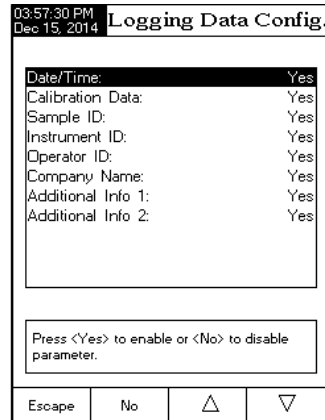 03:57:30 PM
Dec 15, 2014
Logging Data Config.
Date/Time: Yes
Calibration Data: Yes
Sample ID: Yes
Instrument ID: Yes
Operator ID: Yes
Company Name: Yes
Additional Info 1: Yes
Additional Info 2: Yes
Press <Yes> to enable or <No> to disable
parameter.
Escape No △ ▽